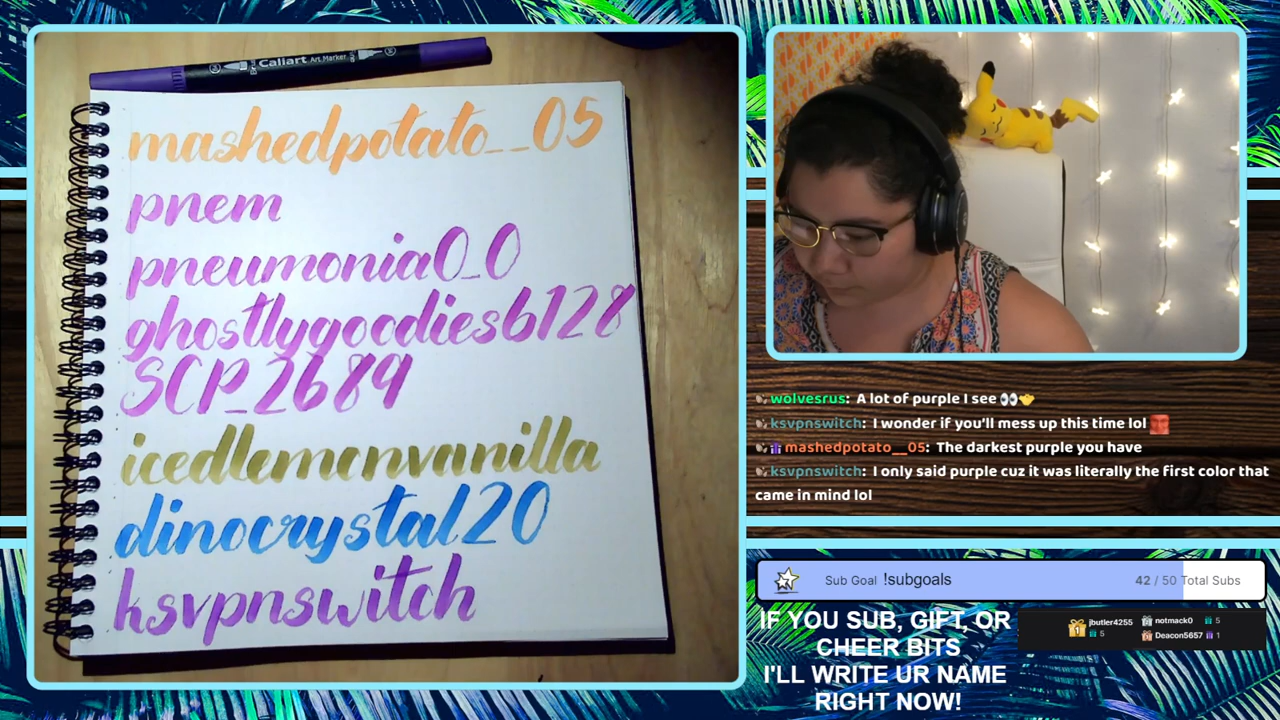 Caliart Art Marker
mashedpotato__05
pnem
pneumonia0_0
ghostlygoodies6128
SCP_2689
icedlemonvanilla
dinocrystal20
ksvpnswitch
wolvesrus: A lot of purple I see 👀
ksvpnswitch: I wonder if you'll mess up this time lol
mashedpotato__05: The darkest purple you have
ksvpnswitch: I only said purple cuz it was literally the first color that
came in mind lol
Sub Goal !subgoals 42 / 50 Total Subs
IF YOU SUB, GIFT, OR
CHEER BITS
I'LL WRITE UR NAME
RIGHT NOW!
1 jbutler4255 5
notmack0 5
Deacon5657 1